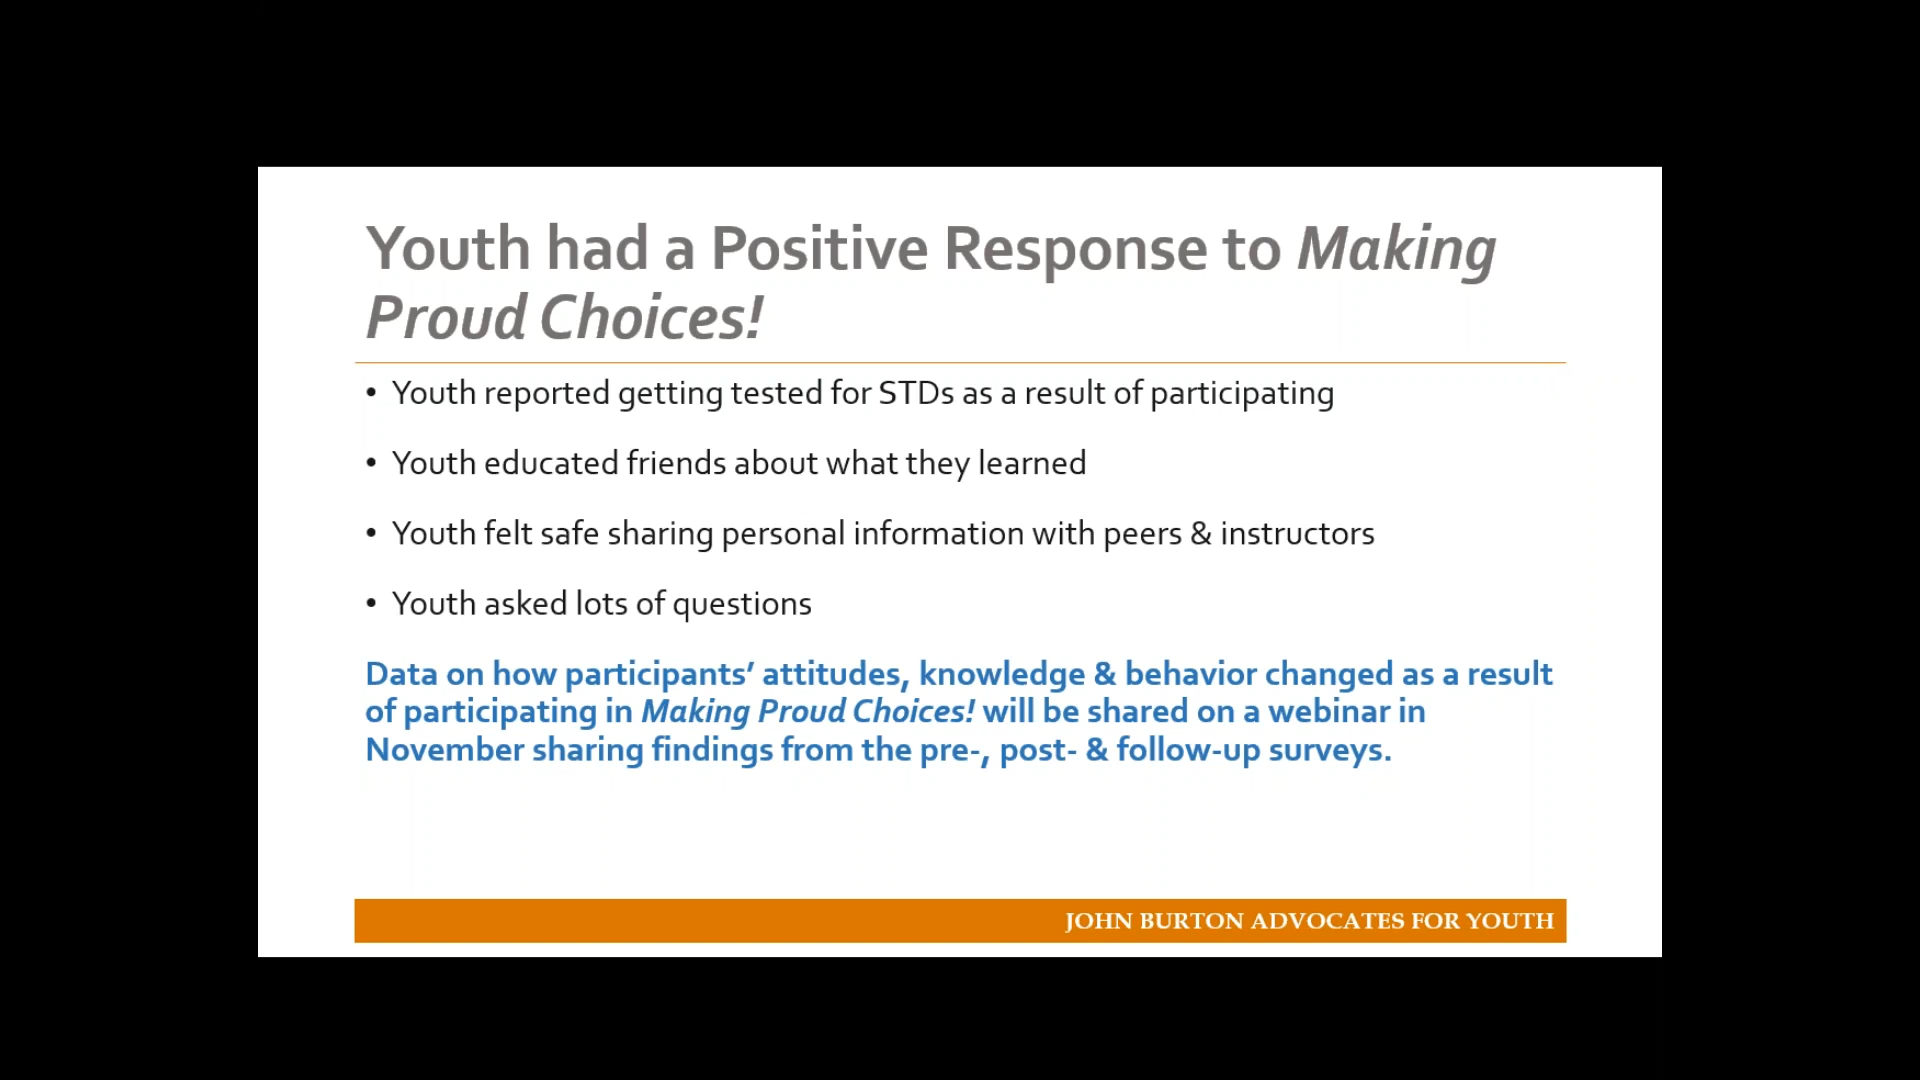 Youth had a Positive Response to Making
Proud Choices!
• Youth reported getting tested for STDs as a result of participating
• Youth educated friends about what they learned
• Youth felt safe sharing personal information with peers & instructors
• Youth asked lots of questions
Data on how participants’ attitudes, knowledge & behavior changed as a result
of participating in Making Proud Choices! will be shared on a webinar in
November sharing findings from the pre-, post- & follow-up surveys.
JOHN BURTON ADVOCATES FOR YOUTH